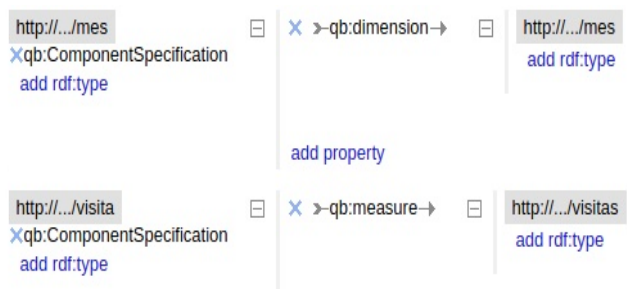 http://.../mes qb:dimension http://.../mes
qb:ComponentSpecification add rdf:type
add rdf:type
add property
http://.../visita qb:measure http://.../visitas
qb:ComponentSpecification add rdf:type
add rdf:type